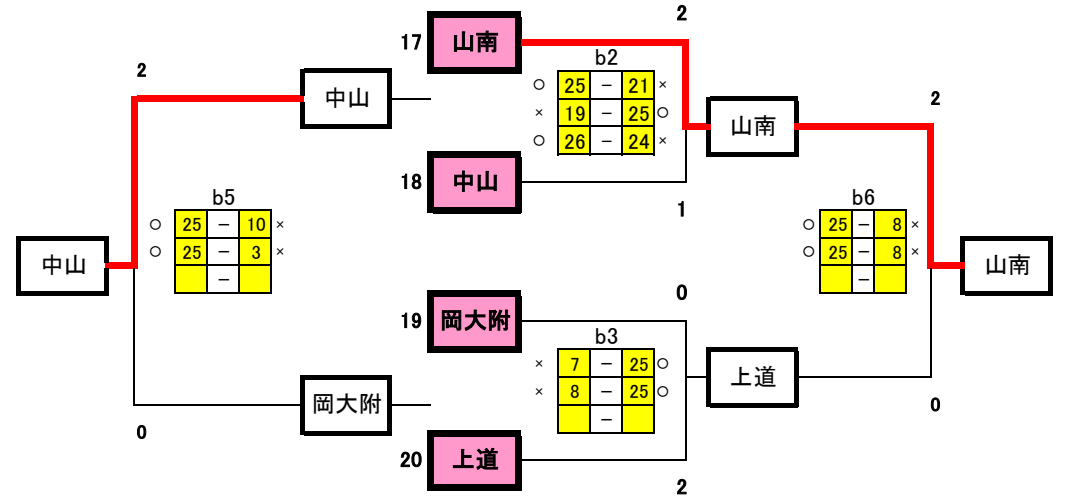 2
17 山南
b2
○ 25 － 21 ×
× 19 － 25 ○
○ 26 － 24 ×
2
中山
山南
2
18 中山
1
b5
○ 25 － 10 ×
○ 25 － 3 ×
－
中山
b6
○ 25 － 8 ×
○ 25 － 8 ×
－
山南
0
19 岡大附
b3
× 7 － 25 ○
× 8 － 25 ○
－
上道
岡大附
0
0
20 上道
2